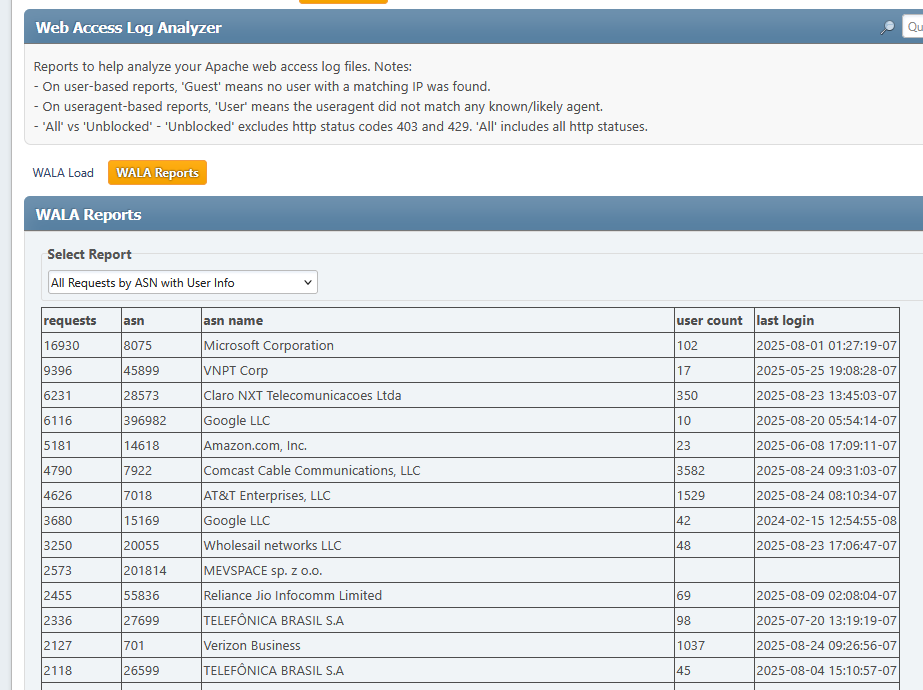 Web Access Log Analyzer
Qu
Reports to help analyze your Apache web access log files. Notes:
- On user-based reports, 'Guest' means no user with a matching IP was found.
- On useragent-based reports, 'User' means the useragent did not match any known/likely agent.
- 'All' vs 'Unblocked' - 'Unblocked' excludes http status codes 403 and 429. 'All' includes all http statuses.
WALA Load WALA Reports
WALA Reports
Select Report
All Requests by ASN with User Info
requests asn asn name user count last login
16930 8075 Microsoft Corporation 102 2025-08-01 01:27:19-07
9396 45899 VNPT Corp 17 2025-05-25 19:08:28-07
6231 28573 Claro NXT Telecomunicacoes Ltda 350 2025-08-23 13:45:03-07
6116 396982 Google LLC 10 2025-08-20 05:54:14-07
5181 14618 Amazon.com, Inc. 23 2025-06-08 17:09:11-07
4790 7922 Comcast Cable Communications, LLC 3582 2025-08-24 09:31:03-07
4626 7018 AT&T Enterprises, LLC 1529 2025-08-24 08:10:34-07
3680 15169 Google LLC 42 2024-02-15 12:54:55-08
3250 20055 Wholesail networks LLC 48 2025-08-23 17:06:47-07
2573 201814 MEVSPACE sp. z o.o.
2455 55836 Reliance Jio Infocomm Limited 69 2025-08-09 02:08:04-07
2336 27699 TELEFÔNICA BRASIL S.A 98 2025-07-20 13:19:19-07
2127 701 Verizon Business 1037 2025-08-24 09:26:56-07
2118 26599 TELEFÔNICA BRASIL S.A 45 2025-08-04 15:10:57-07